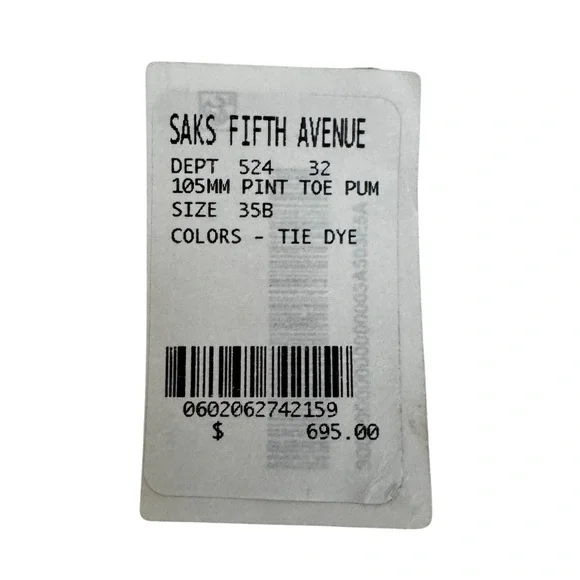 SAKS FIFTH AVENUE
DEPT 524 32
105MM PINT TOE PUM
SIZE 35B
COLORS - TIE DYE
0602062742159
$ 695.00